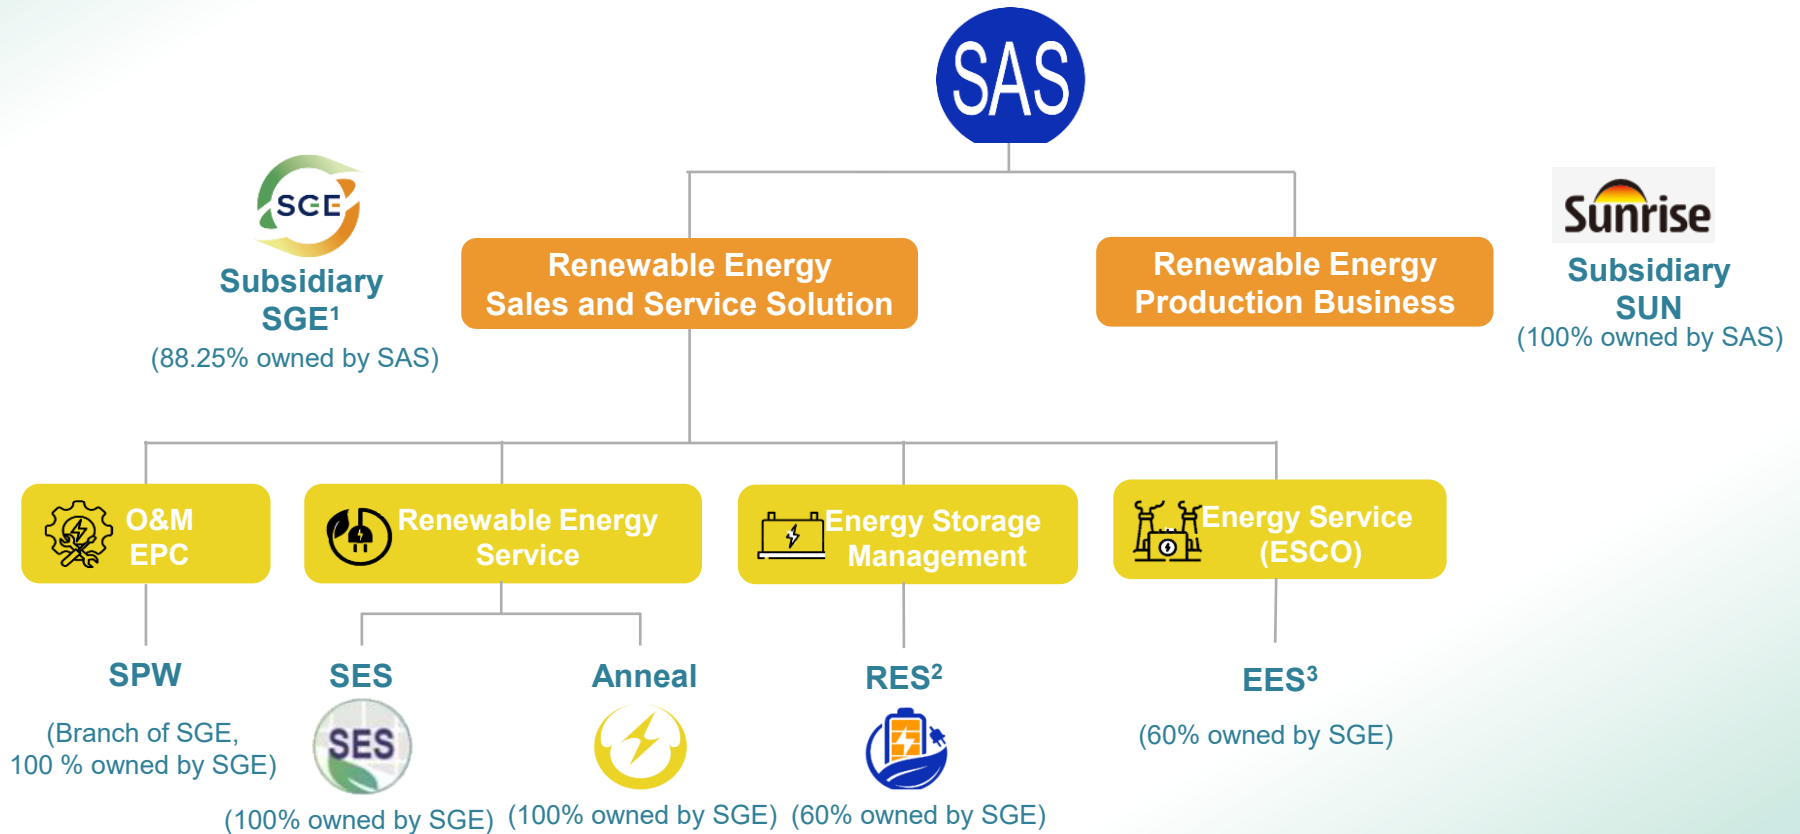 SAS
SGE
Subsidiary
SGE¹
(88.25% owned by SAS)
Renewable Energy
Sales and Service Solution
Renewable Energy
Production Business
Sunrise
Subsidiary
SUN
(100% owned by SAS)
O&M
EPC
Renewable Energy
Service
Energy Storage
Management
Energy Service
(ESCO)
SPW
(Branch of SGE,
100 % owned by SGE)
SES
SES
(100% owned by SGE)
Anneal
(100% owned by SGE)
RES²
(60% owned by SGE)
EES³
(60% owned by SGE)